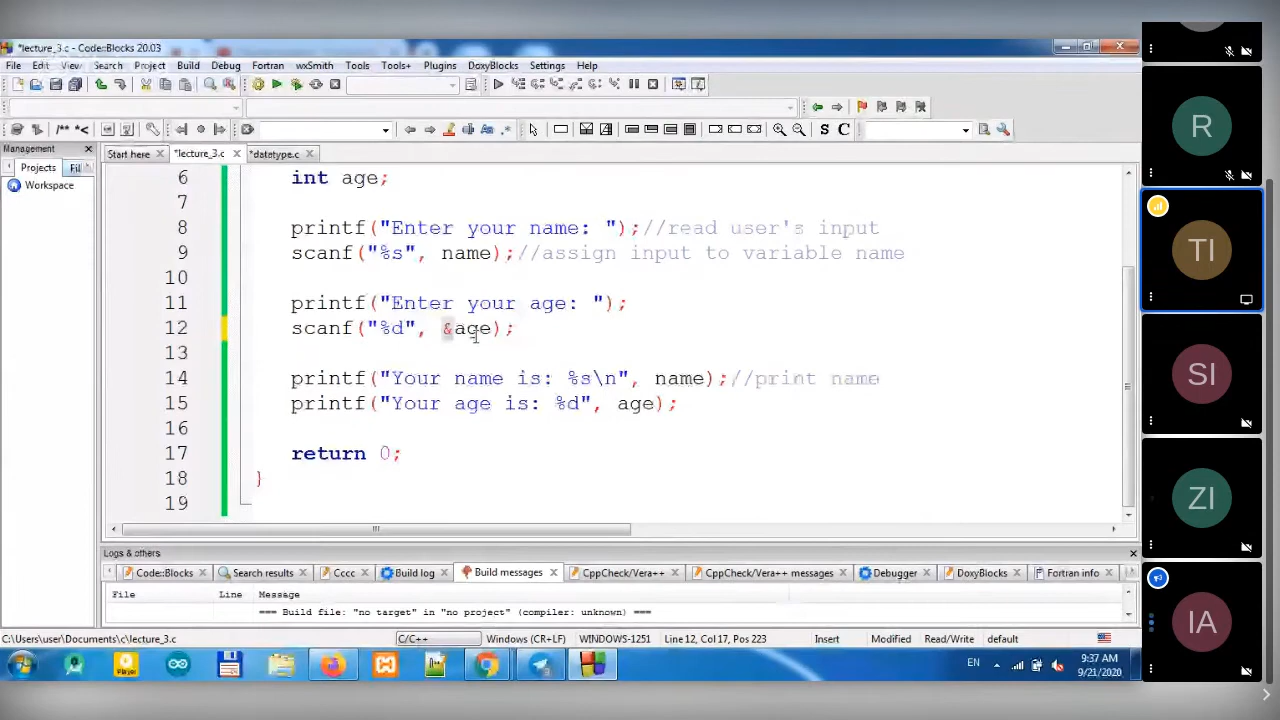 *lecture_3.c - Code::Blocks 20.03
File Edit View Search Project Build Debug Fortran wxSmith Tools Tools+ Plugins DoxyBlocks Settings Help
/** *<
S C
Management
Start here *lecture_3.c *datetype.c
Projects Fil
Workspace
6 int age;
7
8 printf("Enter your name: ");//read user's input
9 scanf("%s", name);//assign input to variable name
10
11 printf("Enter your age: ");
12 scanf("%d", &age);
13
14 printf("Your name is: %s\n", name);//print name
15 printf("Your age is: %d", age);
16
17 return 0;
18 }
19
Logs & others
Code::Blocks Search results Cccc Build log Build messages CppCheck/Vera++ CppCheck/Vera++ messages Debugger DoxyBlocks Fortran info
File Line Message
=== Build file: "no target" in "no project" (compiler: unknown) ===
C:\Users\user\Documents\c\lecture_3.c C/C++ Windows (CR+LF) WINDOWS-1251 Line 12, Col 17, Pos 223 Insert Modified Read/Write default
Player
EN
9:37 AM
9/21/2020
R
TI
SI
ZI
IA